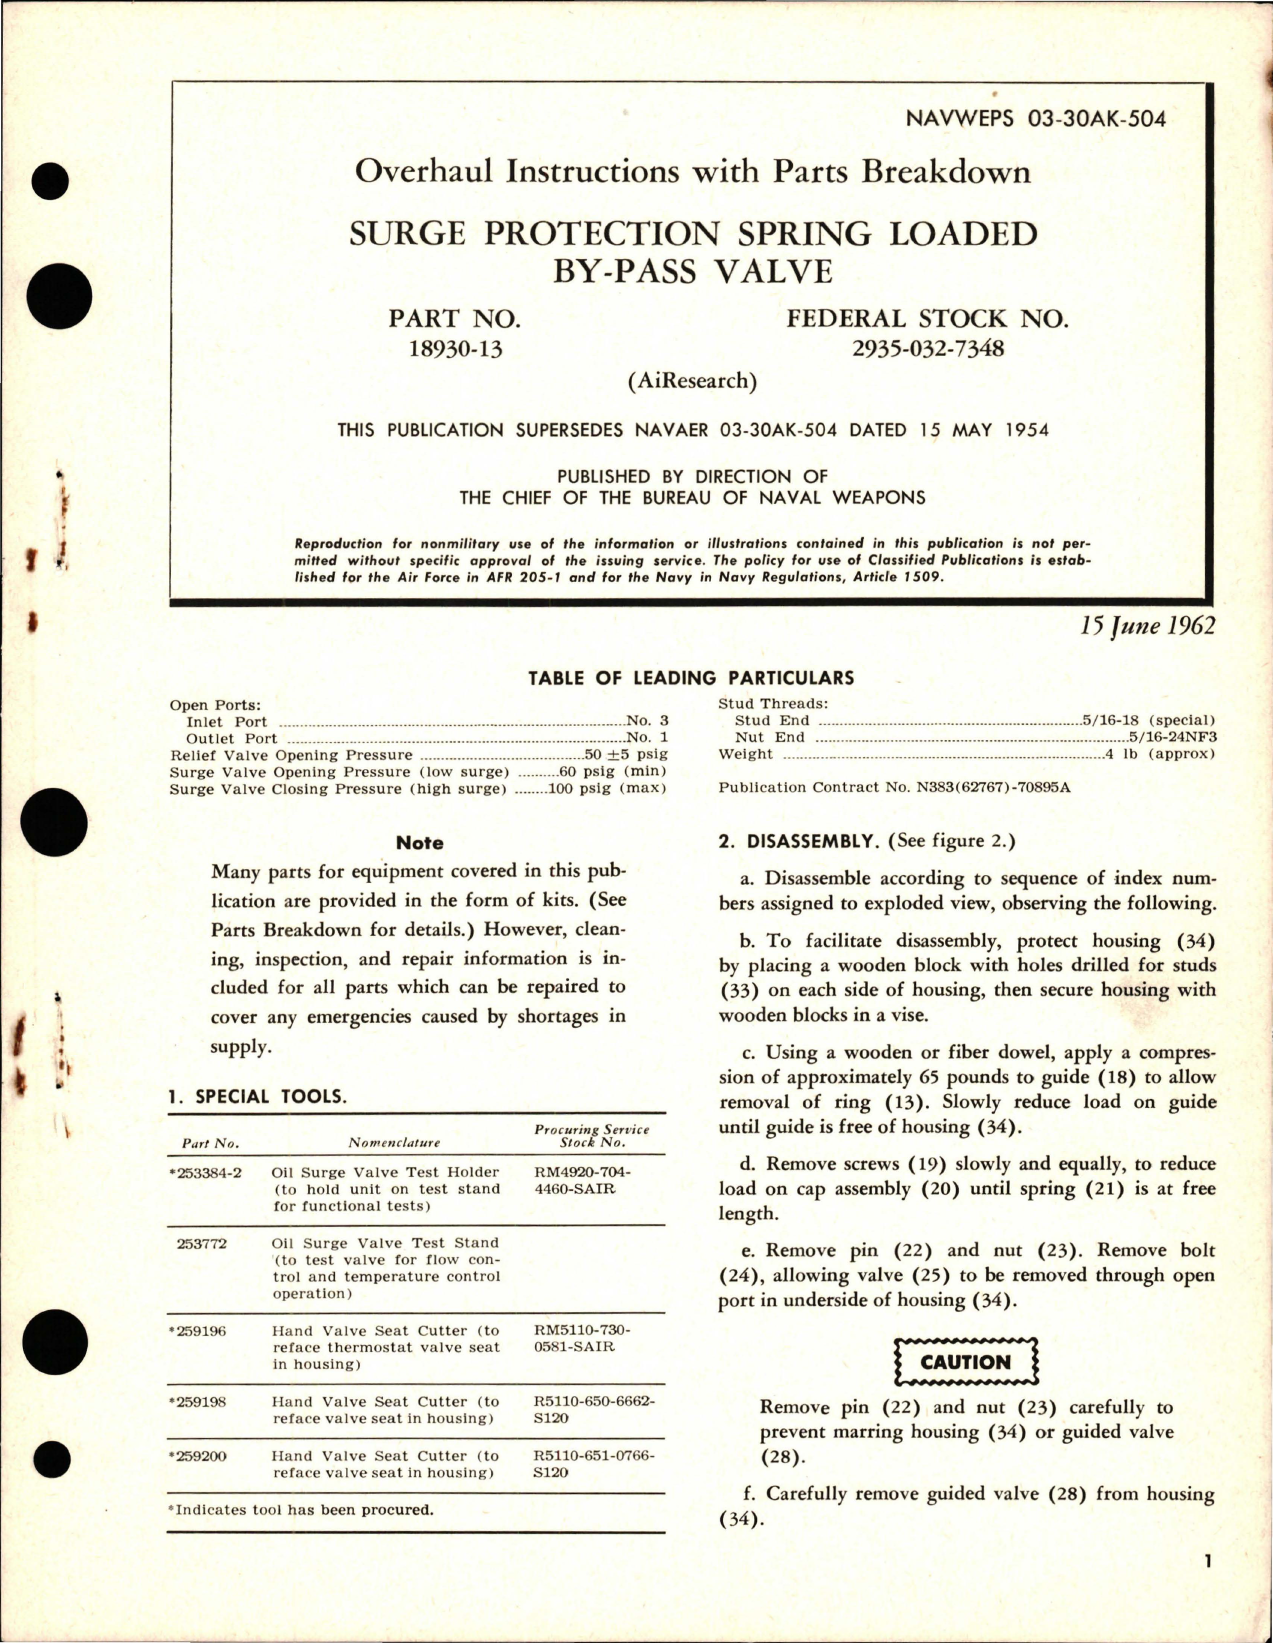 NAVWEPS 03-30AK-504
Overhaul Instructions with Parts Breakdown
SURGE PROTECTION SPRING LOADED
BY-PASS VALVE
PART NO.
18930-13
FEDERAL STOCK NO.
2935-032-7348
(AiResearch)
THIS PUBLICATION SUPERSEDES NAVAER 03-30AK-504 DATED 15 MAY 1954
PUBLISHED BY DIRECTION OF
THE CHIEF OF THE BUREAU OF NAVAL WEAPONS
Reproduction for nonmilitary use of the information or illustrations contained in this publication is not per-
mitted without specific approval of the issuing service. The policy for use of Classified Publications is estab-
lished for the Air Force in AFR 205-1 and for the Navy in Navy Regulations, Article 1509.
15 June 1962
TABLE OF LEADING PARTICULARS
Open Ports:
Inlet Port ........ No. 3
Outlet Port ........ No. 1
Relief Valve Opening Pressure ........ 50 ±5 psig
Surge Valve Opening Pressure (low surge) ........ 60 psig (min)
Surge Valve Closing Pressure (high surge) ........ 100 psig (max)
Stud Threads:
Stud End ........ 5/16-18 (special)
Nut End ........ 5/16-24NF3
Weight ........ 4 lb (approx)
Publication Contract No. N383(62767)-70895A
Note
Many parts for equipment covered in this pub-
lication are provided in the form of kits. (See
Parts Breakdown for details.) However, clean-
ing, inspection, and repair information is in-
cluded for all parts which can be repaired to
cover any emergencies caused by shortages in
supply.
1. SPECIAL TOOLS.
Part No. Nomenclature Procuring Service
Stock No.
*253384-2 Oil Surge Valve Test Holder RM4920-704-
(to hold unit on test stand 4460-SAIR
for functional tests)
253772 Oil Surge Valve Test Stand
(to test valve for flow con-
trol and temperature control
operation)
*259196 Hand Valve Seat Cutter (to RM5110-730-
reface thermostat valve seat 0581-SAIR
in housing)
*259198 Hand Valve Seat Cutter (to R5110-650-6662-
reface valve seat in housing) S120
*259200 Hand Valve Seat Cutter (to R5110-651-0766-
reface valve seat in housing) S120
*Indicates tool has been procured.
2. DISASSEMBLY. (See figure 2.)
a. Disassemble according to sequence of index num-
bers assigned to exploded view, observing the following.
b. To facilitate disassembly, protect housing (34)
by placing a wooden block with holes drilled for studs
(33) on each side of housing, then secure housing with
wooden blocks in a vise.
c. Using a wooden or fiber dowel, apply a compres-
sion of approximately 65 pounds to guide (18) to allow
removal of ring (13). Slowly reduce load on guide
until guide is free of housing (34).
d. Remove screws (19) slowly and equally, to reduce
load on cap assembly (20) until spring (21) is at free
length.
e. Remove pin (22) and nut (23). Remove bolt
(24), allowing valve (25) to be removed through open
port in underside of housing (34).
CAUTION
Remove pin (22) and nut (23) carefully to
prevent marring housing (34) or guided valve
(28).
f. Carefully remove guided valve (28) from housing
(34).
1